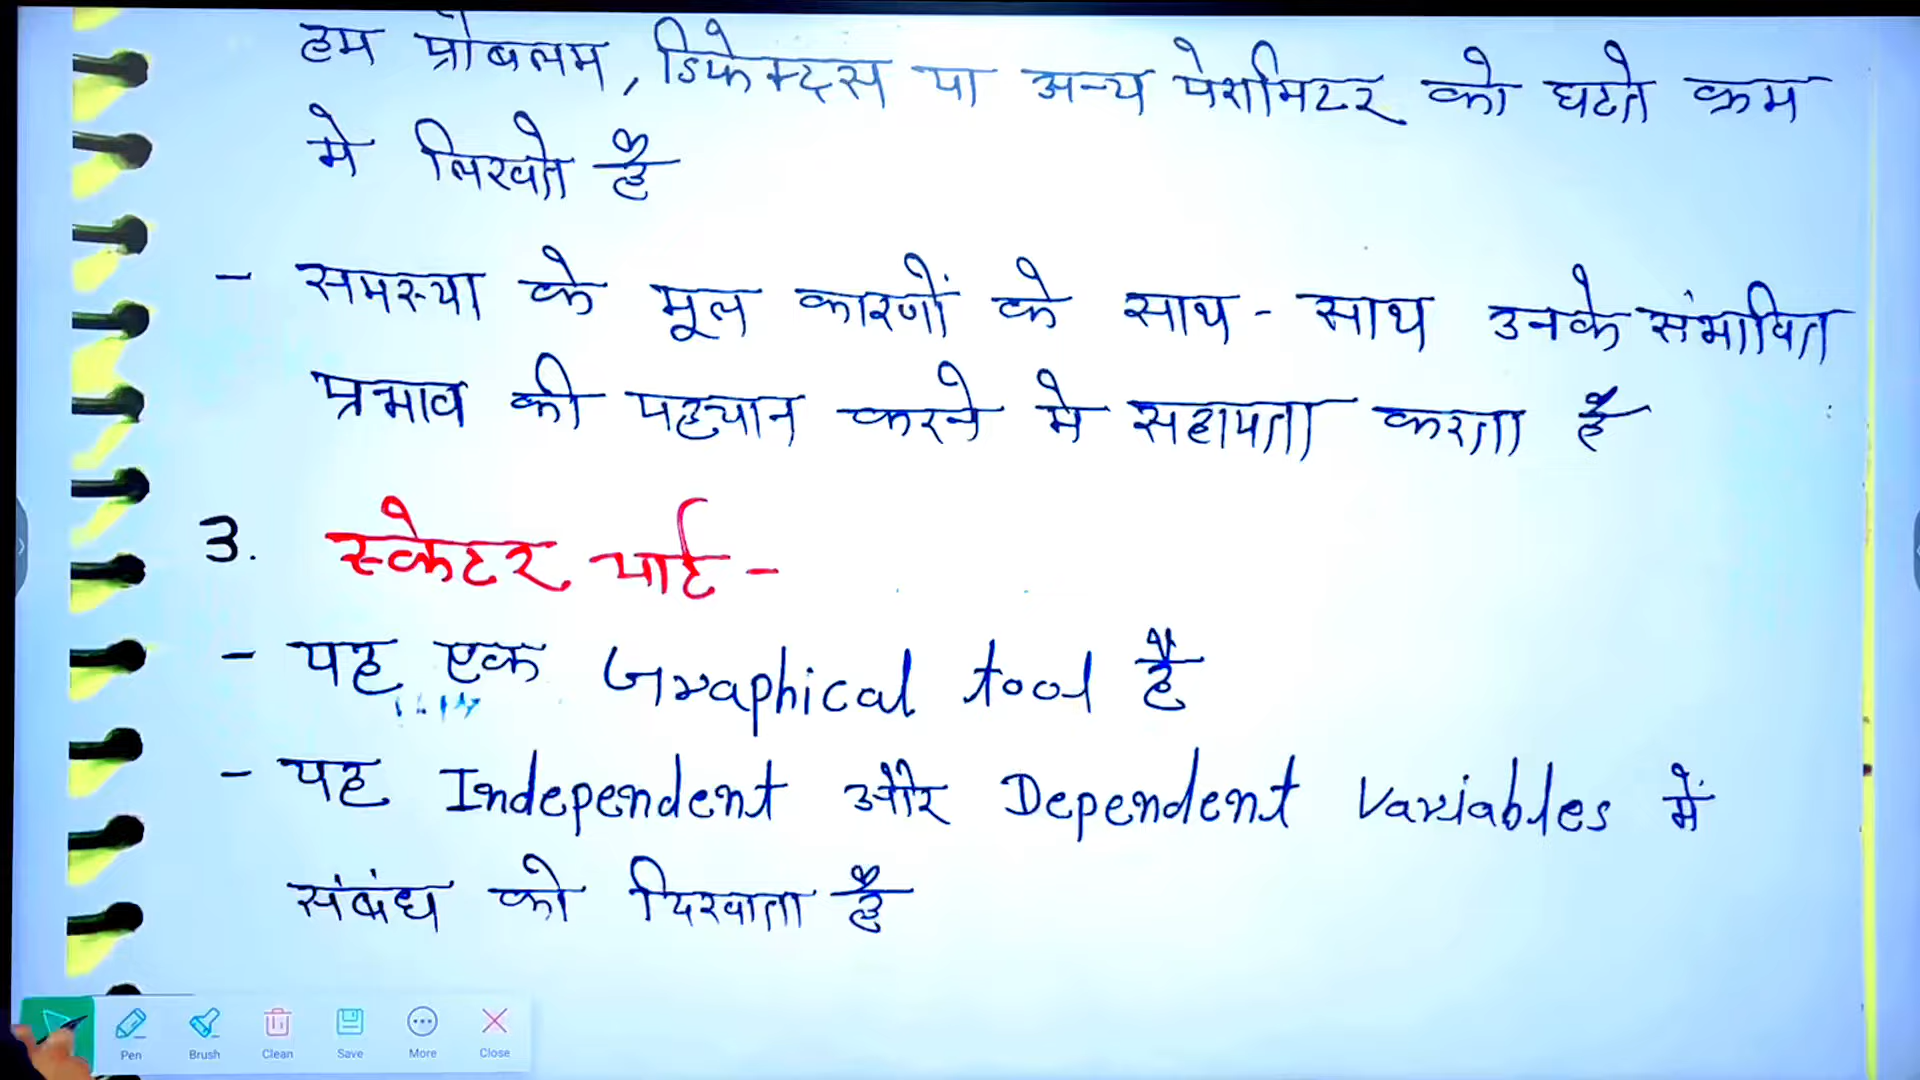 हम प्रोबलम, डिफेक्ट्स या अन्य पेरामिटर को घटते क्रम
मे लिखते है
- समस्या के मूल कारणों के साथ - साथ उनके संभावित
प्रभाव की पहचान करने मे सहायता करता है
3. स्केटर चार्ट -
- यह एक Graphical tool है
- यह Independent और Dependent Variables में
संबंध को दिखाता है
Pen Brush Clean Save More Close